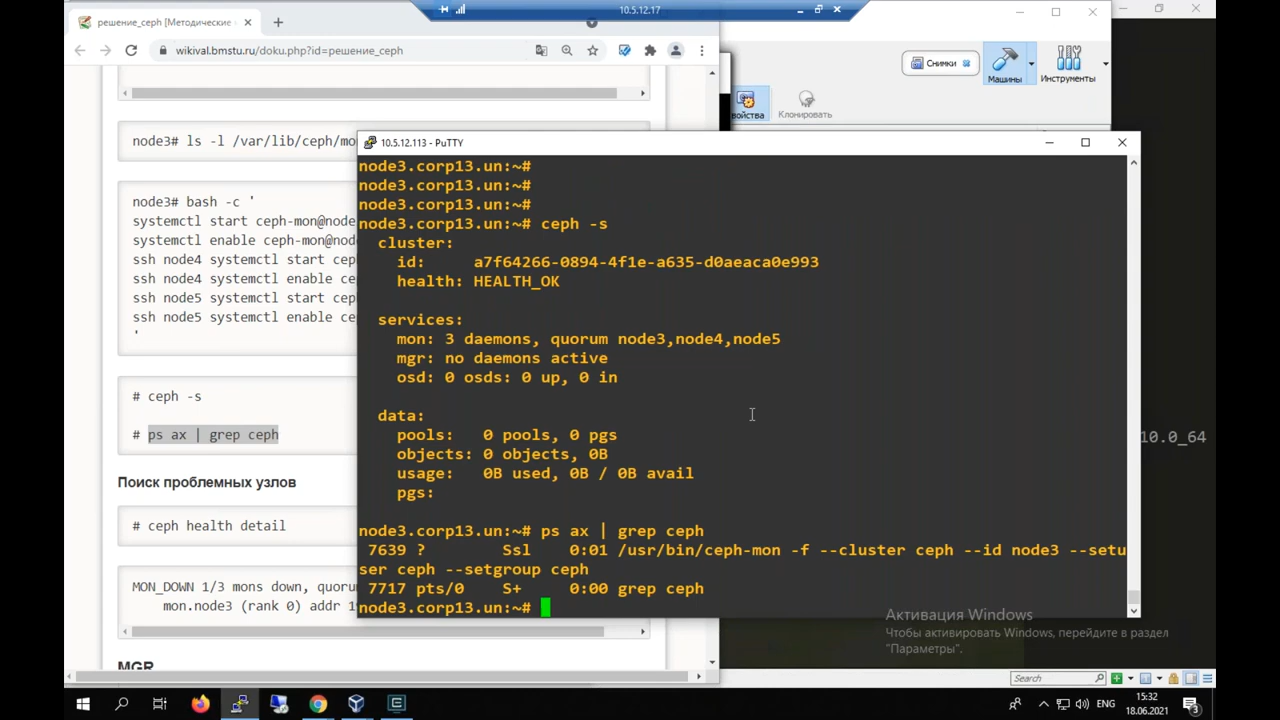 решение_ceph [Методические
10.5.12.17
wikival.bmstu.ru/doku.php?id=решение_ceph
Снимки
Машины
Инструменты
войства
Клонировать
node3# ls -l /var/lib/ceph/mo
node3# bash -c '
systemctl start ceph-mon@node
systemctl enable ceph-mon@nod
ssh node4 systemctl start cep
ssh node4 systemctl enable ce
ssh node5 systemctl start cep
ssh node5 systemctl enable ce
'
# ceph -s
# ps ax | grep ceph
Поиск проблемных узлов
# ceph health detail
MON_DOWN 1/3 mons down, quoru
mon.node3 (rank 0) addr 1
MGR
10.5.12.113 - PuTTY
node3.corp13.un:~#
node3.corp13.un:~#
node3.corp13.un:~#
node3.corp13.un:~# ceph -s
cluster:
id: a7f64266-0894-4f1e-a635-d0aeaca0e993
health: HEALTH_OK
services:
mon: 3 daemons, quorum node3,node4,node5
mgr: no daemons active
osd: 0 osds: 0 up, 0 in
data:
pools: 0 pools, 0 pgs
objects: 0 objects, 0B
usage: 0B used, 0B / 0B avail
pgs:
node3.corp13.un:~# ps ax | grep ceph
7639 ? Ssl 0:01 /usr/bin/ceph-mon -f --cluster ceph --id node3 --setu
ser ceph --setgroup ceph
7717 pts/0 S+ 0:00 grep ceph
node3.corp13.un:~#
10.0_64
Активация Windows
Чтобы активировать Windows, перейдите в раздел
"Параметры".
Search
ENG
15:32
18.06.2021
3